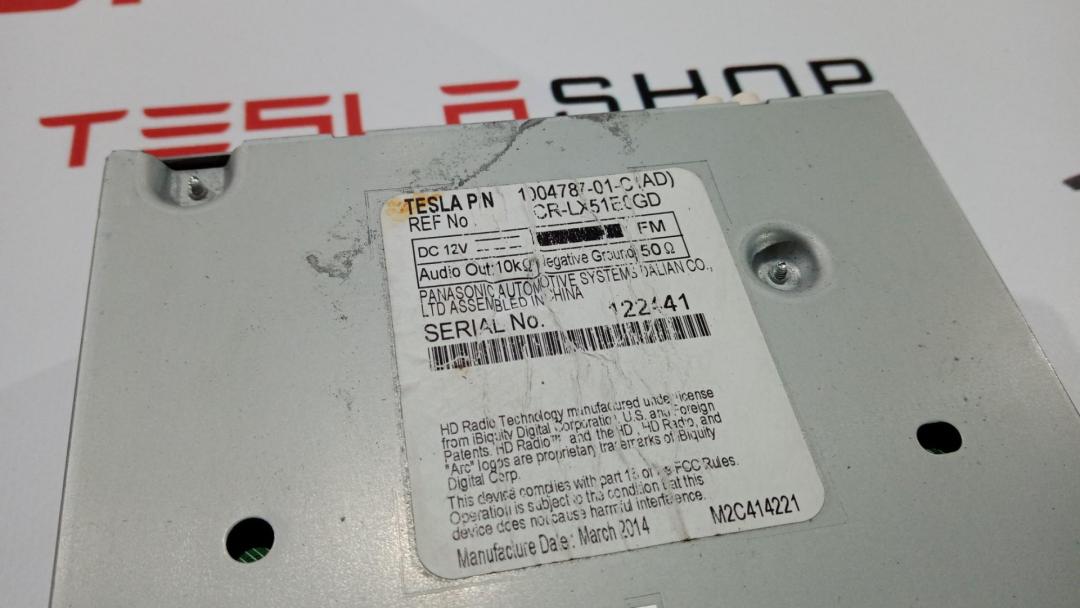 TESLA SHOP
TESLA P/N 1004787-01-C (AD)
REF No. CR-LX51E0GD
DC 12V FM
Audio Out:10kΩ Negative Ground 50Ω
PANASONIC AUTOMOTIVE SYSTEMS DALIAN CO.,
LTD ASSEMBLED IN CHINA
SERIAL No. 122441
HD Radio Technology manufactured under license
from iBiquity Digital Corporation, U.S. and Foreign
Patents. HD Radio™ and the HD, HD Radio, and
"Arc" logos are proprietary trademarks of iBiquity
Digital Corp.
This device complies with part 15 of the FCC Rules.
Operation is subject to the condition that this
device does not cause harmful interference.
M2C414221
Manufacture Date: March 2014